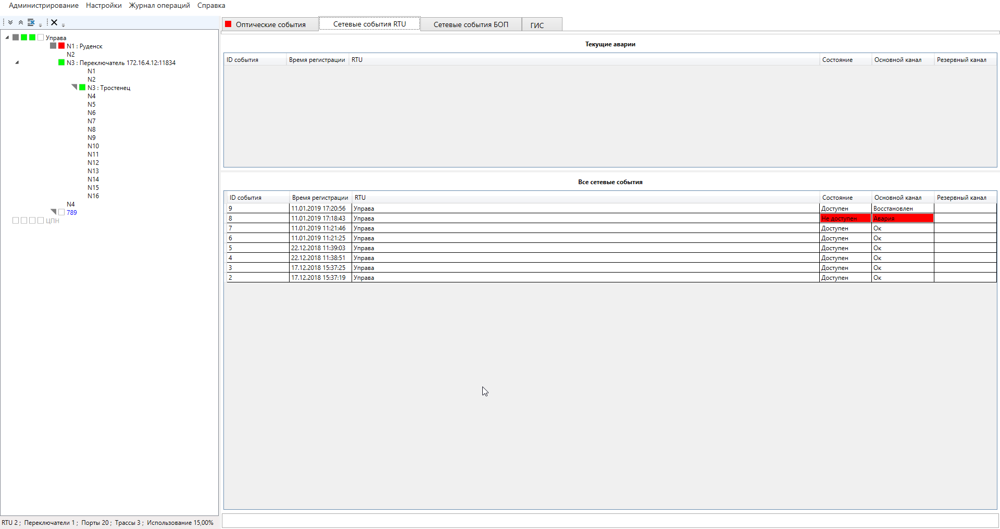 Администрирование Настройки Журнал операций Справка
Оптические события Сетевые события RTU Сетевые события БОП ГИС
Управа
N1 : Руденск
N2
N3 : Переключатель 172.16.4.12:11834
N1
N2
N3 : Тростенец
N4
N5
N6
N7
N8
N9
N10
N11
N12
N13
N14
N15
N16
N4
789
ЦПН
RTU 2 ; Переключатели 1 ; Порты 20 ; Трассы 3 ; Использование 15,00%
Текущие аварии
ID события Время регистрации RTU Состояние Основной канал Резервный канал
Все сетевые события
ID события Время регистрации RTU Состояние Основной канал Резервный канал
9 11.01.2019 17:20:56 Управа Доступен Восстановлен
8 11.01.2019 17:18:43 Управа Не доступен Авария
7 11.01.2019 11:21:46 Управа Доступен Ок
6 11.01.2019 11:21:25 Управа Доступен Ок
5 22.12.2018 11:39:03 Управа Доступен Ок
4 22.12.2018 11:38:51 Управа Доступен Ок
3 17.12.2018 15:37:25 Управа Доступен Ок
2 17.12.2018 15:37:19 Управа Доступен Ок